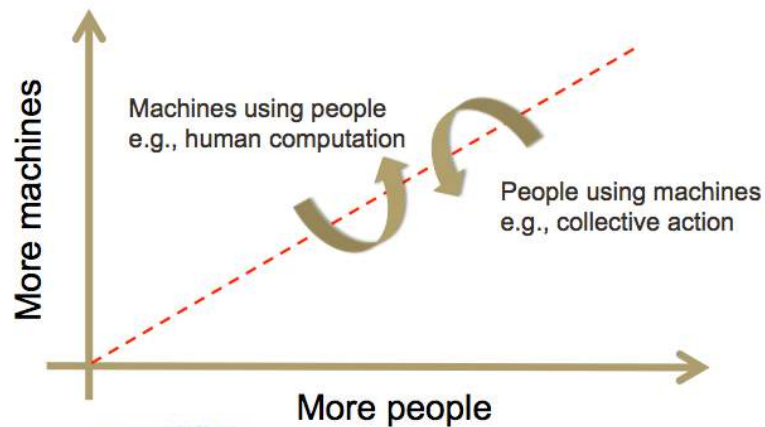 More machines
Machines using people
e.g., human computation
People using machines
e.g., collective action
More people